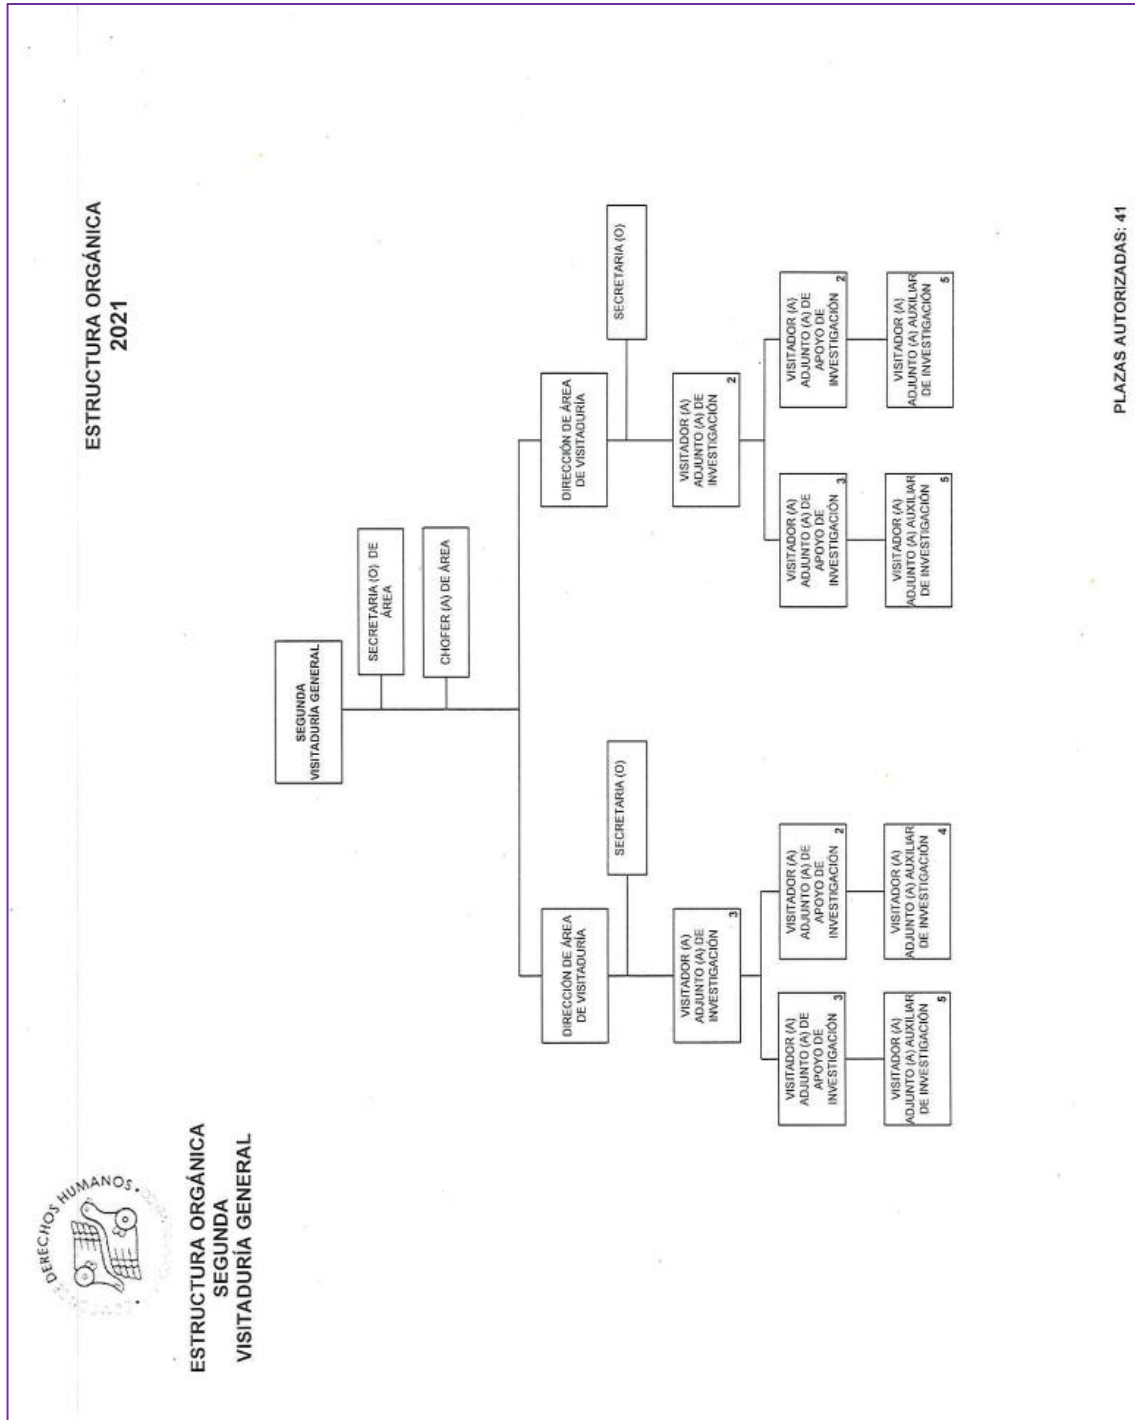 DERECHOS HUMANOS
ESTRUCTURA ORGÁNICA
2021
ESTRUCTURA ORGÁNICA
SEGUNDA
VISITADURÍA GENERAL
SEGUNDA
VISITADURÍA GENERAL
SECRETARIA (O) DE
ÁREA
CHOFER (A) DE ÁREA
DIRECCIÓN DE ÁREA
DE VISITADURÍA
SECRETARIA (O)
VISITADOR (A)
ADJUNTO (A) DE
INVESTIGACIÓN
3
VISITADOR (A)
ADJUNTO (A) DE
APOYO DE
INVESTIGACIÓN
3
VISITADOR (A)
ADJUNTO (A) AUXILIAR
DE INVESTIGACIÓN
5
VISITADOR (A)
ADJUNTO (A) DE
APOYO DE
INVESTIGACIÓN
2
VISITADOR (A)
ADJUNTO (A) AUXILIAR
DE INVESTIGACIÓN
4
DIRECCIÓN DE ÁREA
DE VISITADURÍA
SECRETARIA (O)
VISITADOR (A)
ADJUNTO (A) DE
INVESTIGACIÓN
2
VISITADOR (A)
ADJUNTO (A) DE
APOYO DE
INVESTIGACIÓN
3
VISITADOR (A)
ADJUNTO (A) AUXILIAR
DE INVESTIGACIÓN
5
VISITADOR (A)
ADJUNTO (A) DE
APOYO DE
INVESTIGACIÓN
2
VISITADOR (A)
ADJUNTO (A) AUXILIAR
DE INVESTIGACIÓN
5
PLAZAS AUTORIZADAS: 41